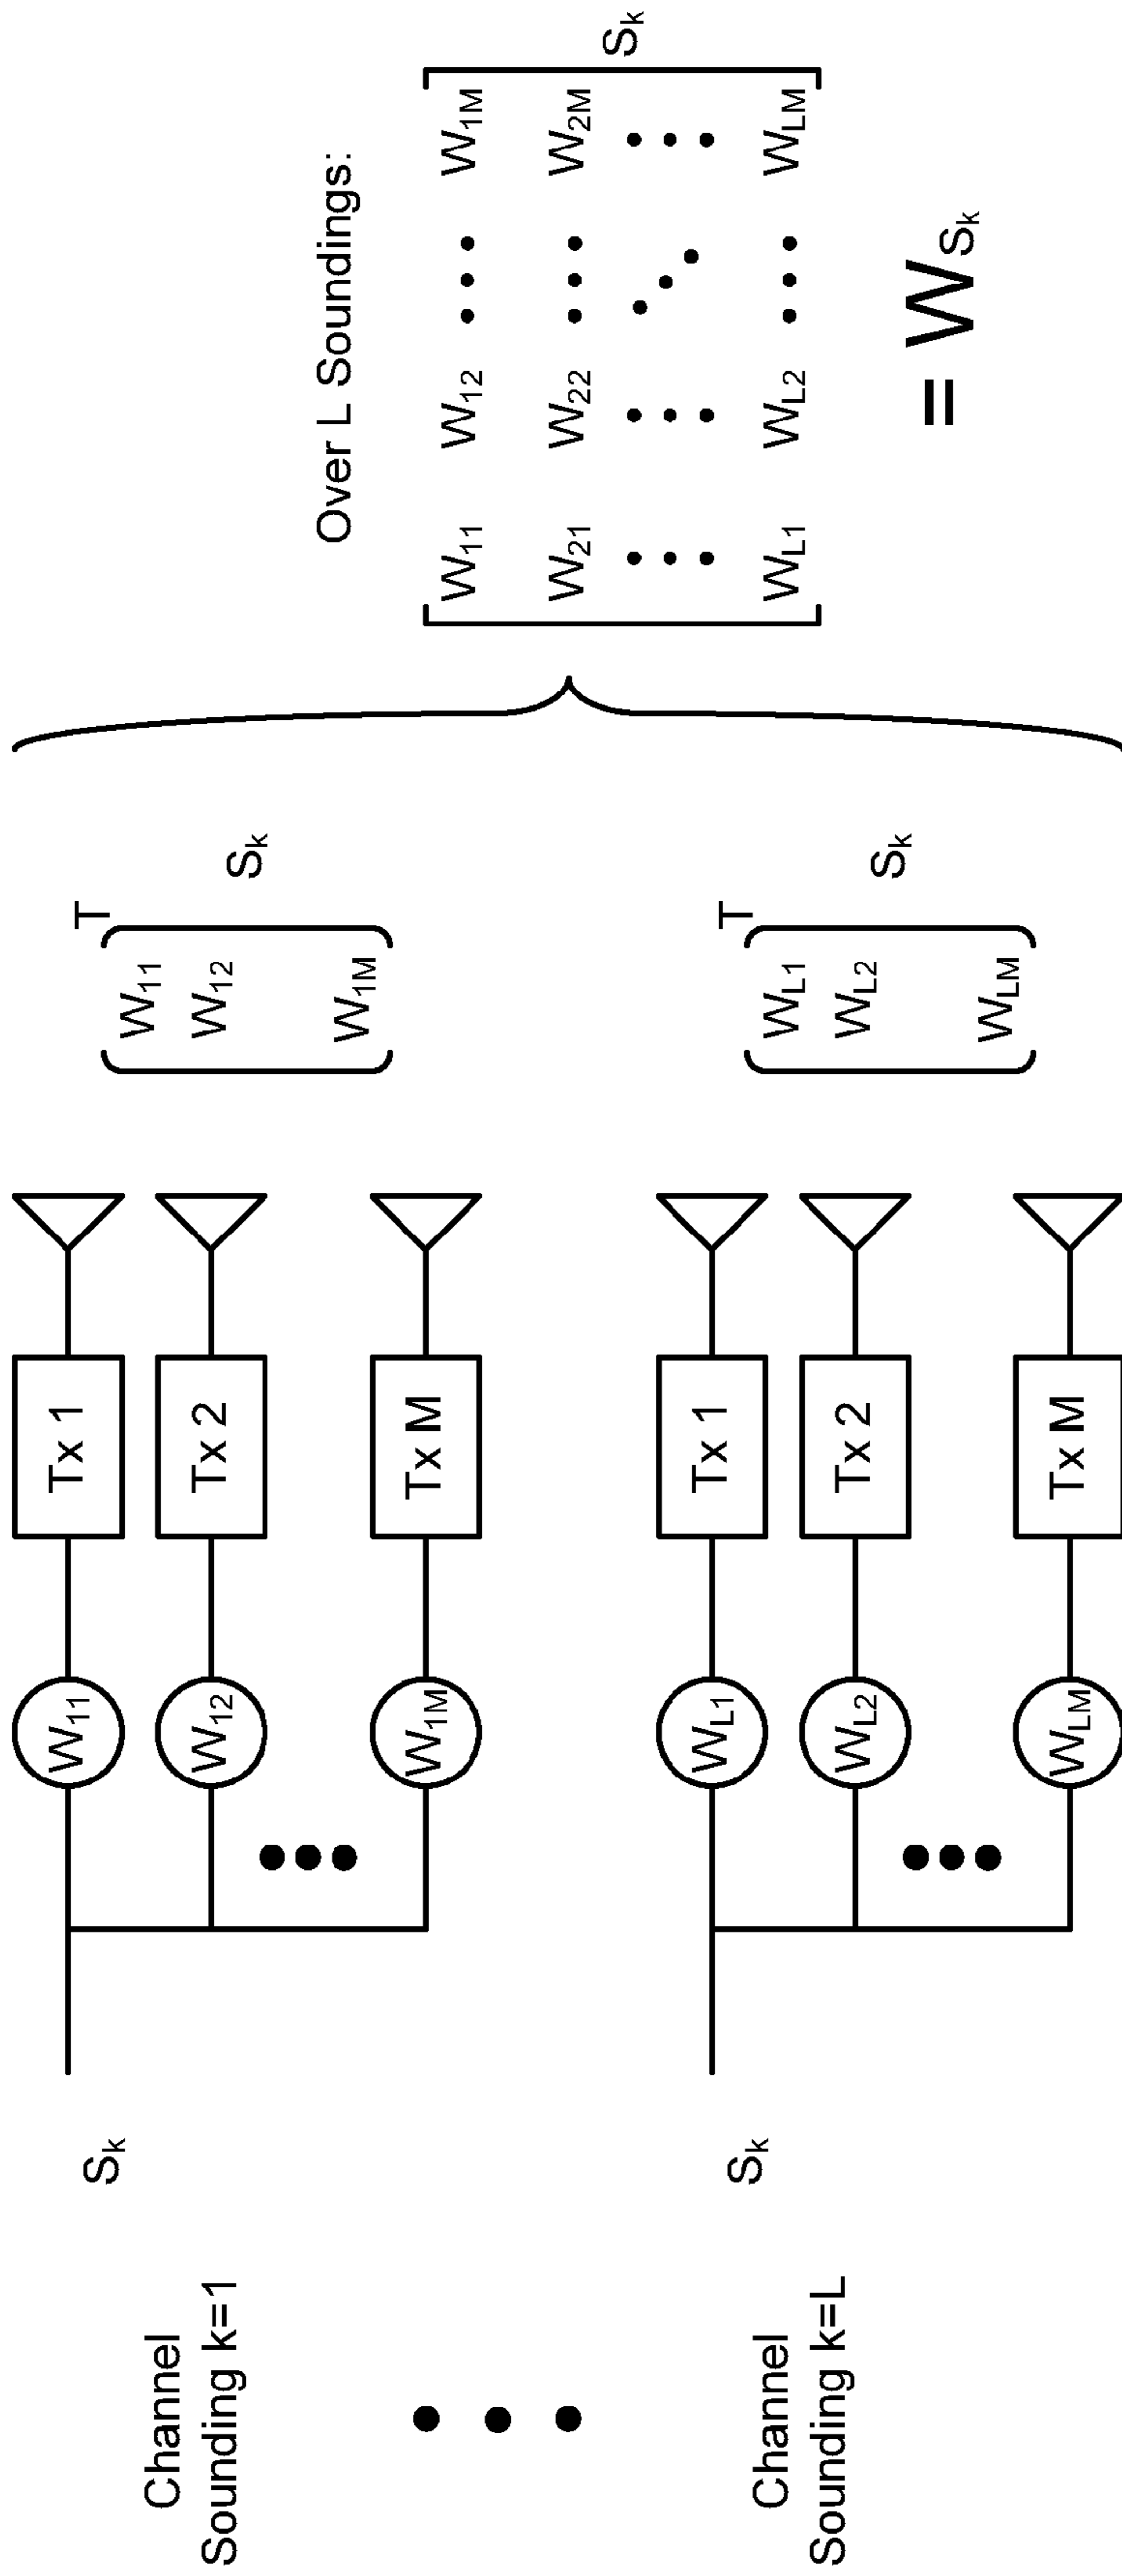 Channel
Sounding k=1
Sk
W11
Tx 1
W12
Tx 2
W1M
Tx M
W11
W12
W1M
T
Sk
Channel
Sounding k=L
Sk
WL1
Tx 1
WL2
Tx 2
WLM
Tx M
WL1
WL2
WLM
T
Sk
Over L Soundings:
W11 W12 W1M
W21 W22 W2M
WL1 WL2 WLM
Sk
= WSk